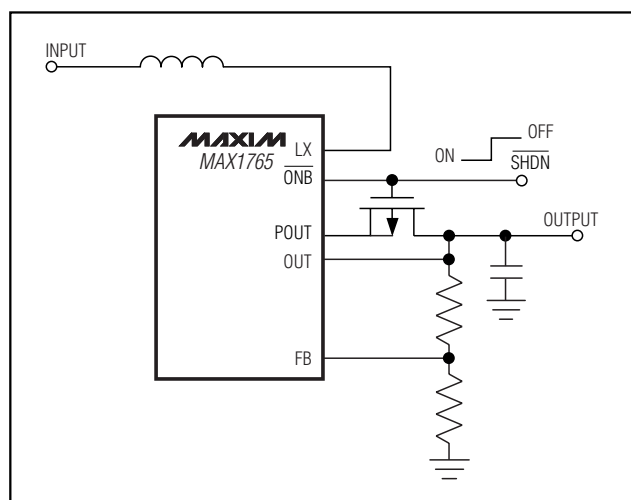 INPUT
MAXIM
MAX1765
LX
ONB
POUT
OUT
FB
ON
OFF
SHDN
OUTPUT